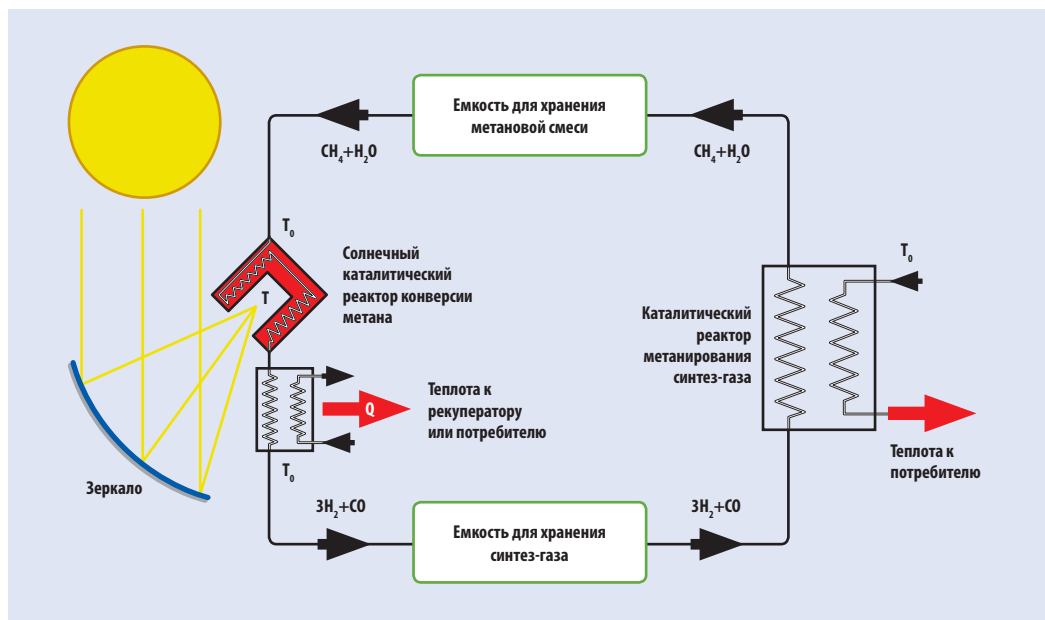 Емкость для хранения
метановой смеси
CH₄+H₂O
CH₄+H₂O
T₀
Солнечный
каталитический
реактор конверсии
метана
T
T₀
Каталитический
реактор
метанирования
синтез-газа
Теплота к
рекуператору
или потребителю
Q
Зеркало
T₀
Теплота к
потребителю
3H₂+CO
3H₂+CO
Емкость для хранения
синтез-газа